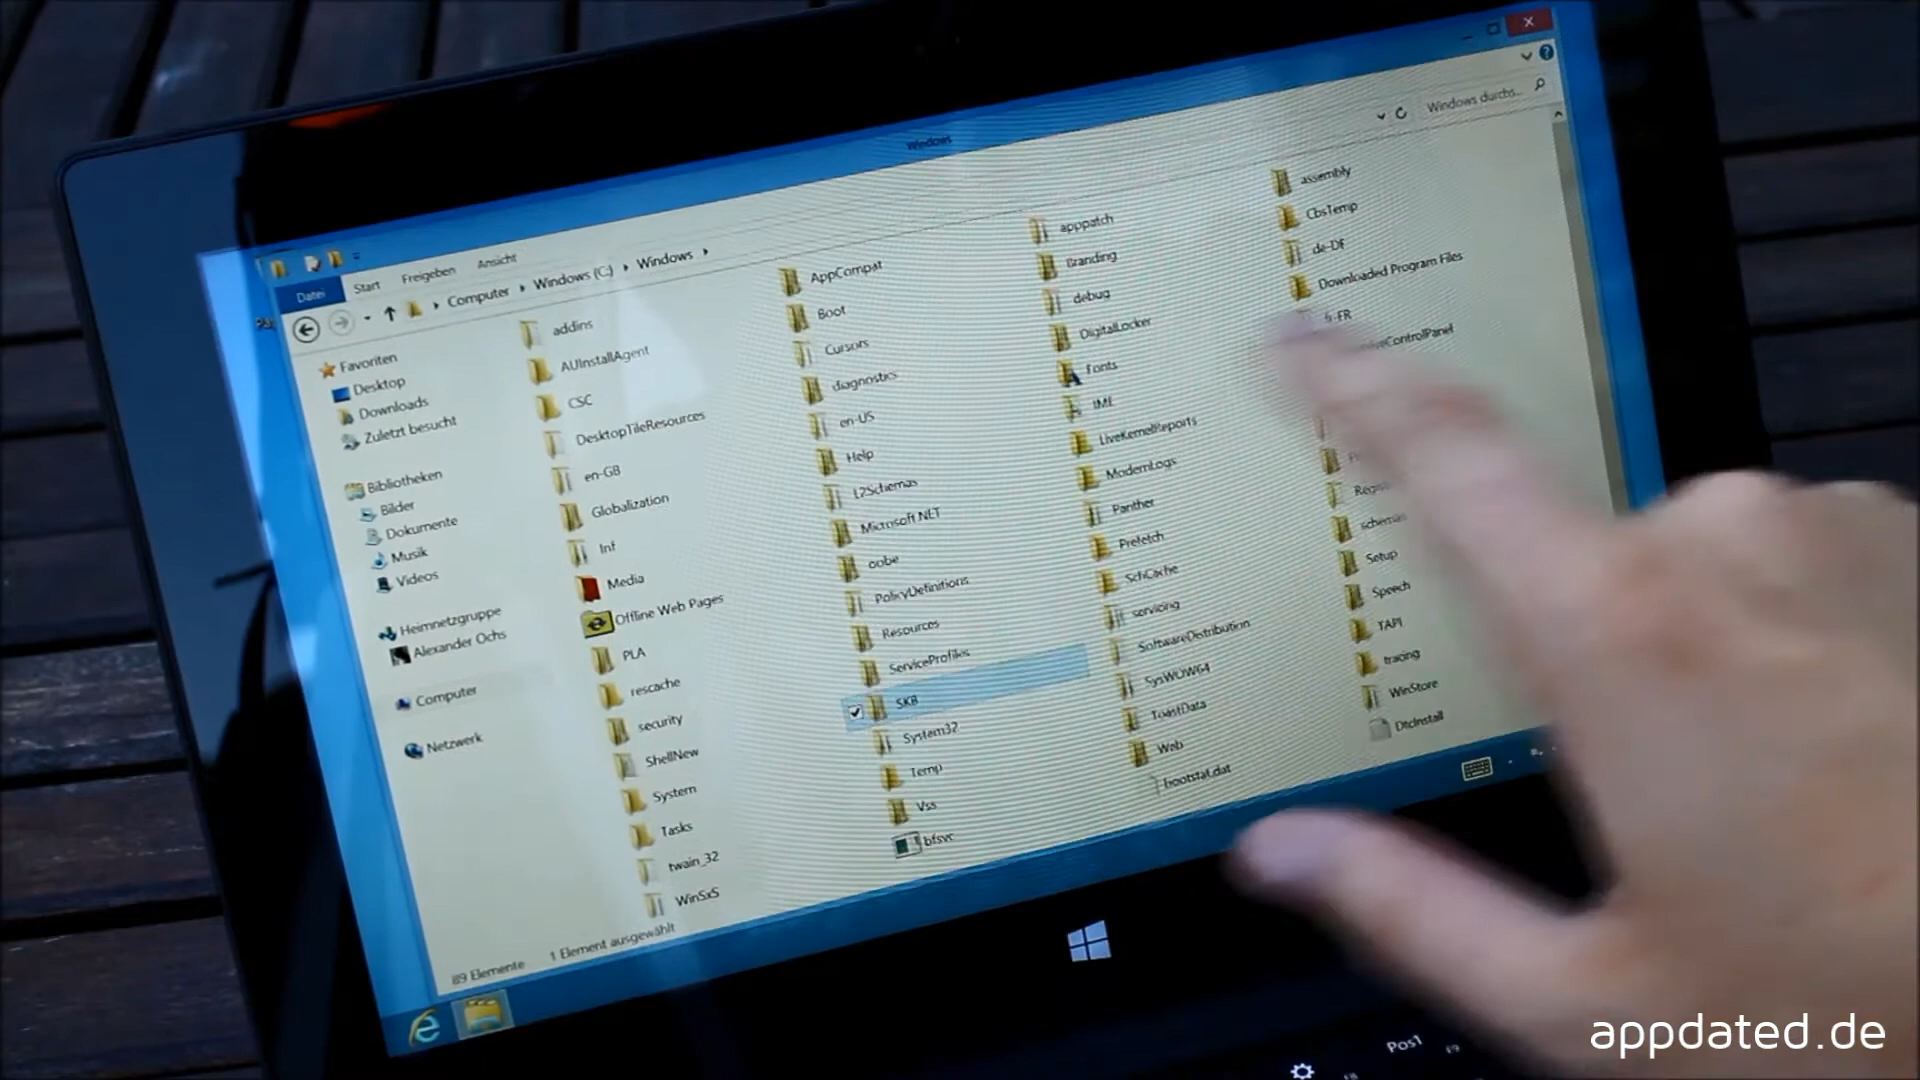 Windows
Windows durchs...
Datei
Start
Freigeben
Ansicht
Computer
Windows (C:)
Windows
Favoriten
Desktop
Downloads
Zuletzt besucht
Bibliotheken
Bilder
Dokumente
Musik
Videos
Heimnetzgruppe
Alexander Ochs
Computer
Netzwerk
addins
AUInstallAgent
CSC
DesktopTileResources
en-GB
Globalization
Inf
Media
Offline Web Pages
PLA
rescache
security
ShellNew
System
Tasks
twain_32
WinSxS
AppCompat
Boot
Cursors
diagnostics
en-US
Help
L2Schemas
Microsoft.NET
oobe
PolicyDefinitions
Resources
ServiceProfiles
SKB
System32
Temp
Vss
bfsvc
apppatch
Branding
debug
DigitalLocker
Fonts
IME
LiveKernelReports
ModernLogs
Panther
Prefetch
SchCache
servicing
SoftwareDistribution
SysWOW64
ToastData
Web
bootstat.dat
assembly
CbsTemp
de-DE
Downloaded Program Files
fr-FR
schemas
Setup
Speech
TAPI
tracing
WinStore
DtcInstall
89 Elemente
1 Element ausgewählt
Pos1
F9
appdated.de